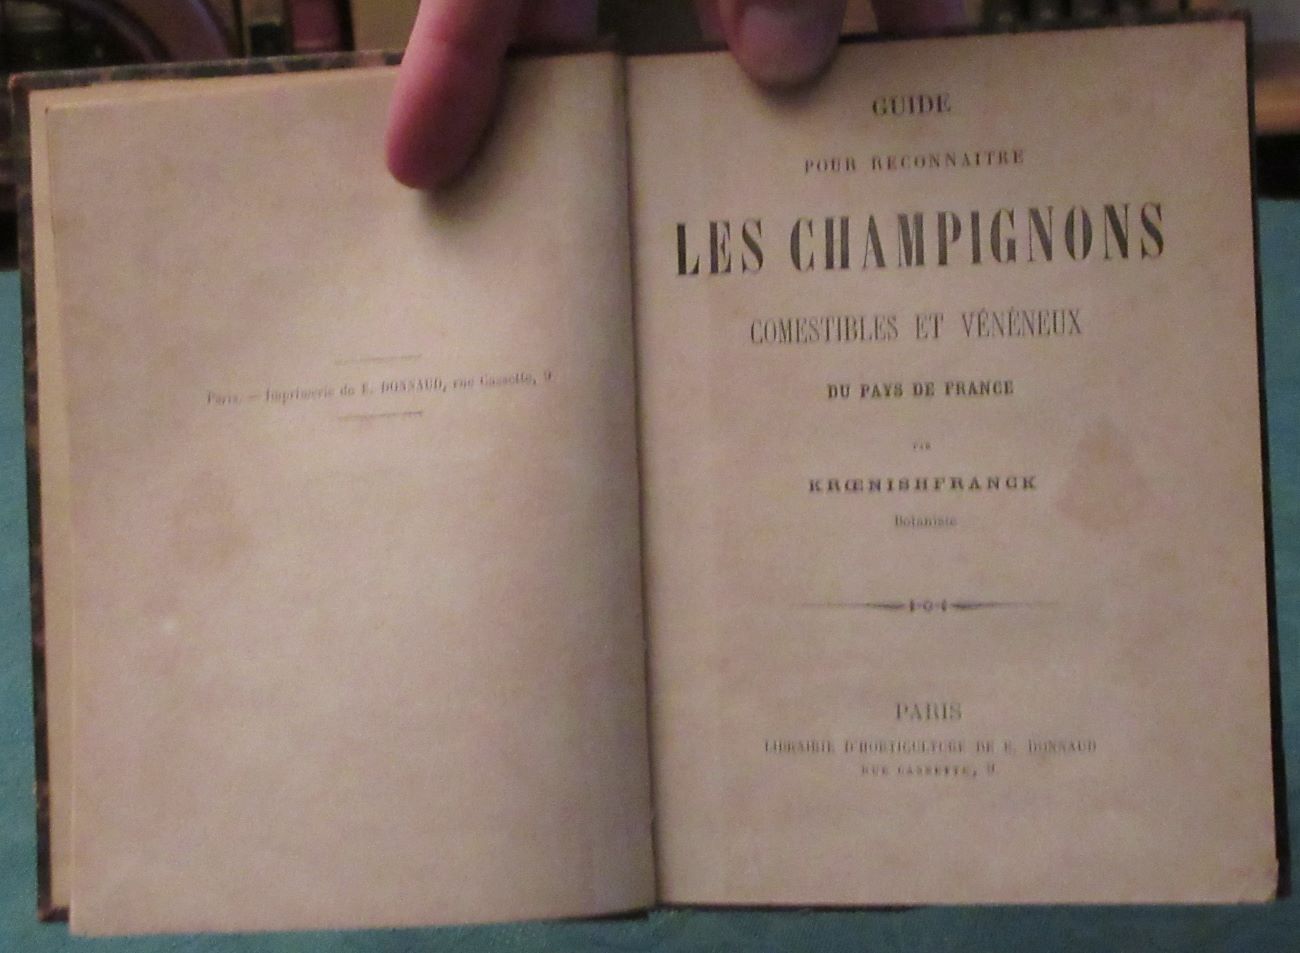 Paris. — Imprimerie de E. DONNAUD, rue Cassette, 9.
GUIDE
POUR RECONNAITRE
LES CHAMPIGNONS
COMESTIBLES ET VÉNÉNEUX
DU PAYS DE FRANCE
PAR
KRŒNISHFRANCK
Botaniste
PARIS
LIBRAIRIE D'HORTICULTURE DE E. DONNAUD
RUE CASSETTE, 9